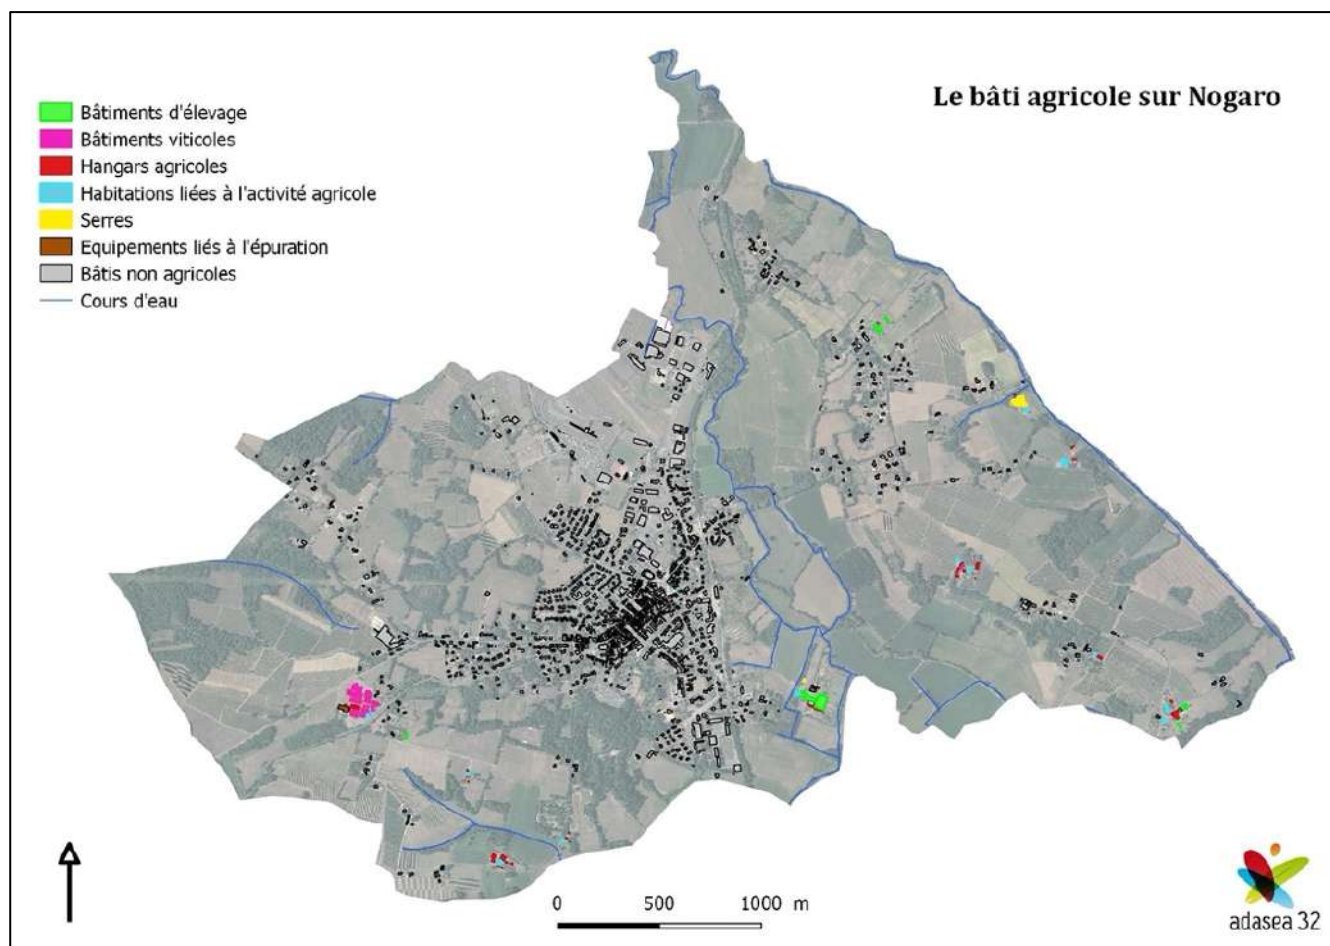 Le bâti agricole sur Nogaro
Bâtiments d'élevage
Bâtiments viticoles
Hangars agricoles
Habitations liées à l'activité agricole
Serres
Equipements liés à l'épuration
Bâtis non agricoles
Cours d'eau
0 500 1000 m
adasea 32